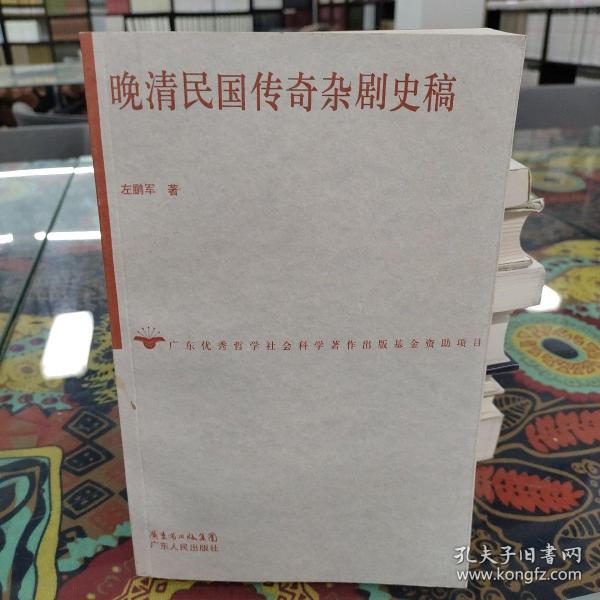 晚清民国传奇杂剧史稿
左鹏军 著
广东优秀哲学社会科学著作出版基金资助项目
广东省出版集团
广东人民出版社
孔夫子旧書网
www.kongfz.com